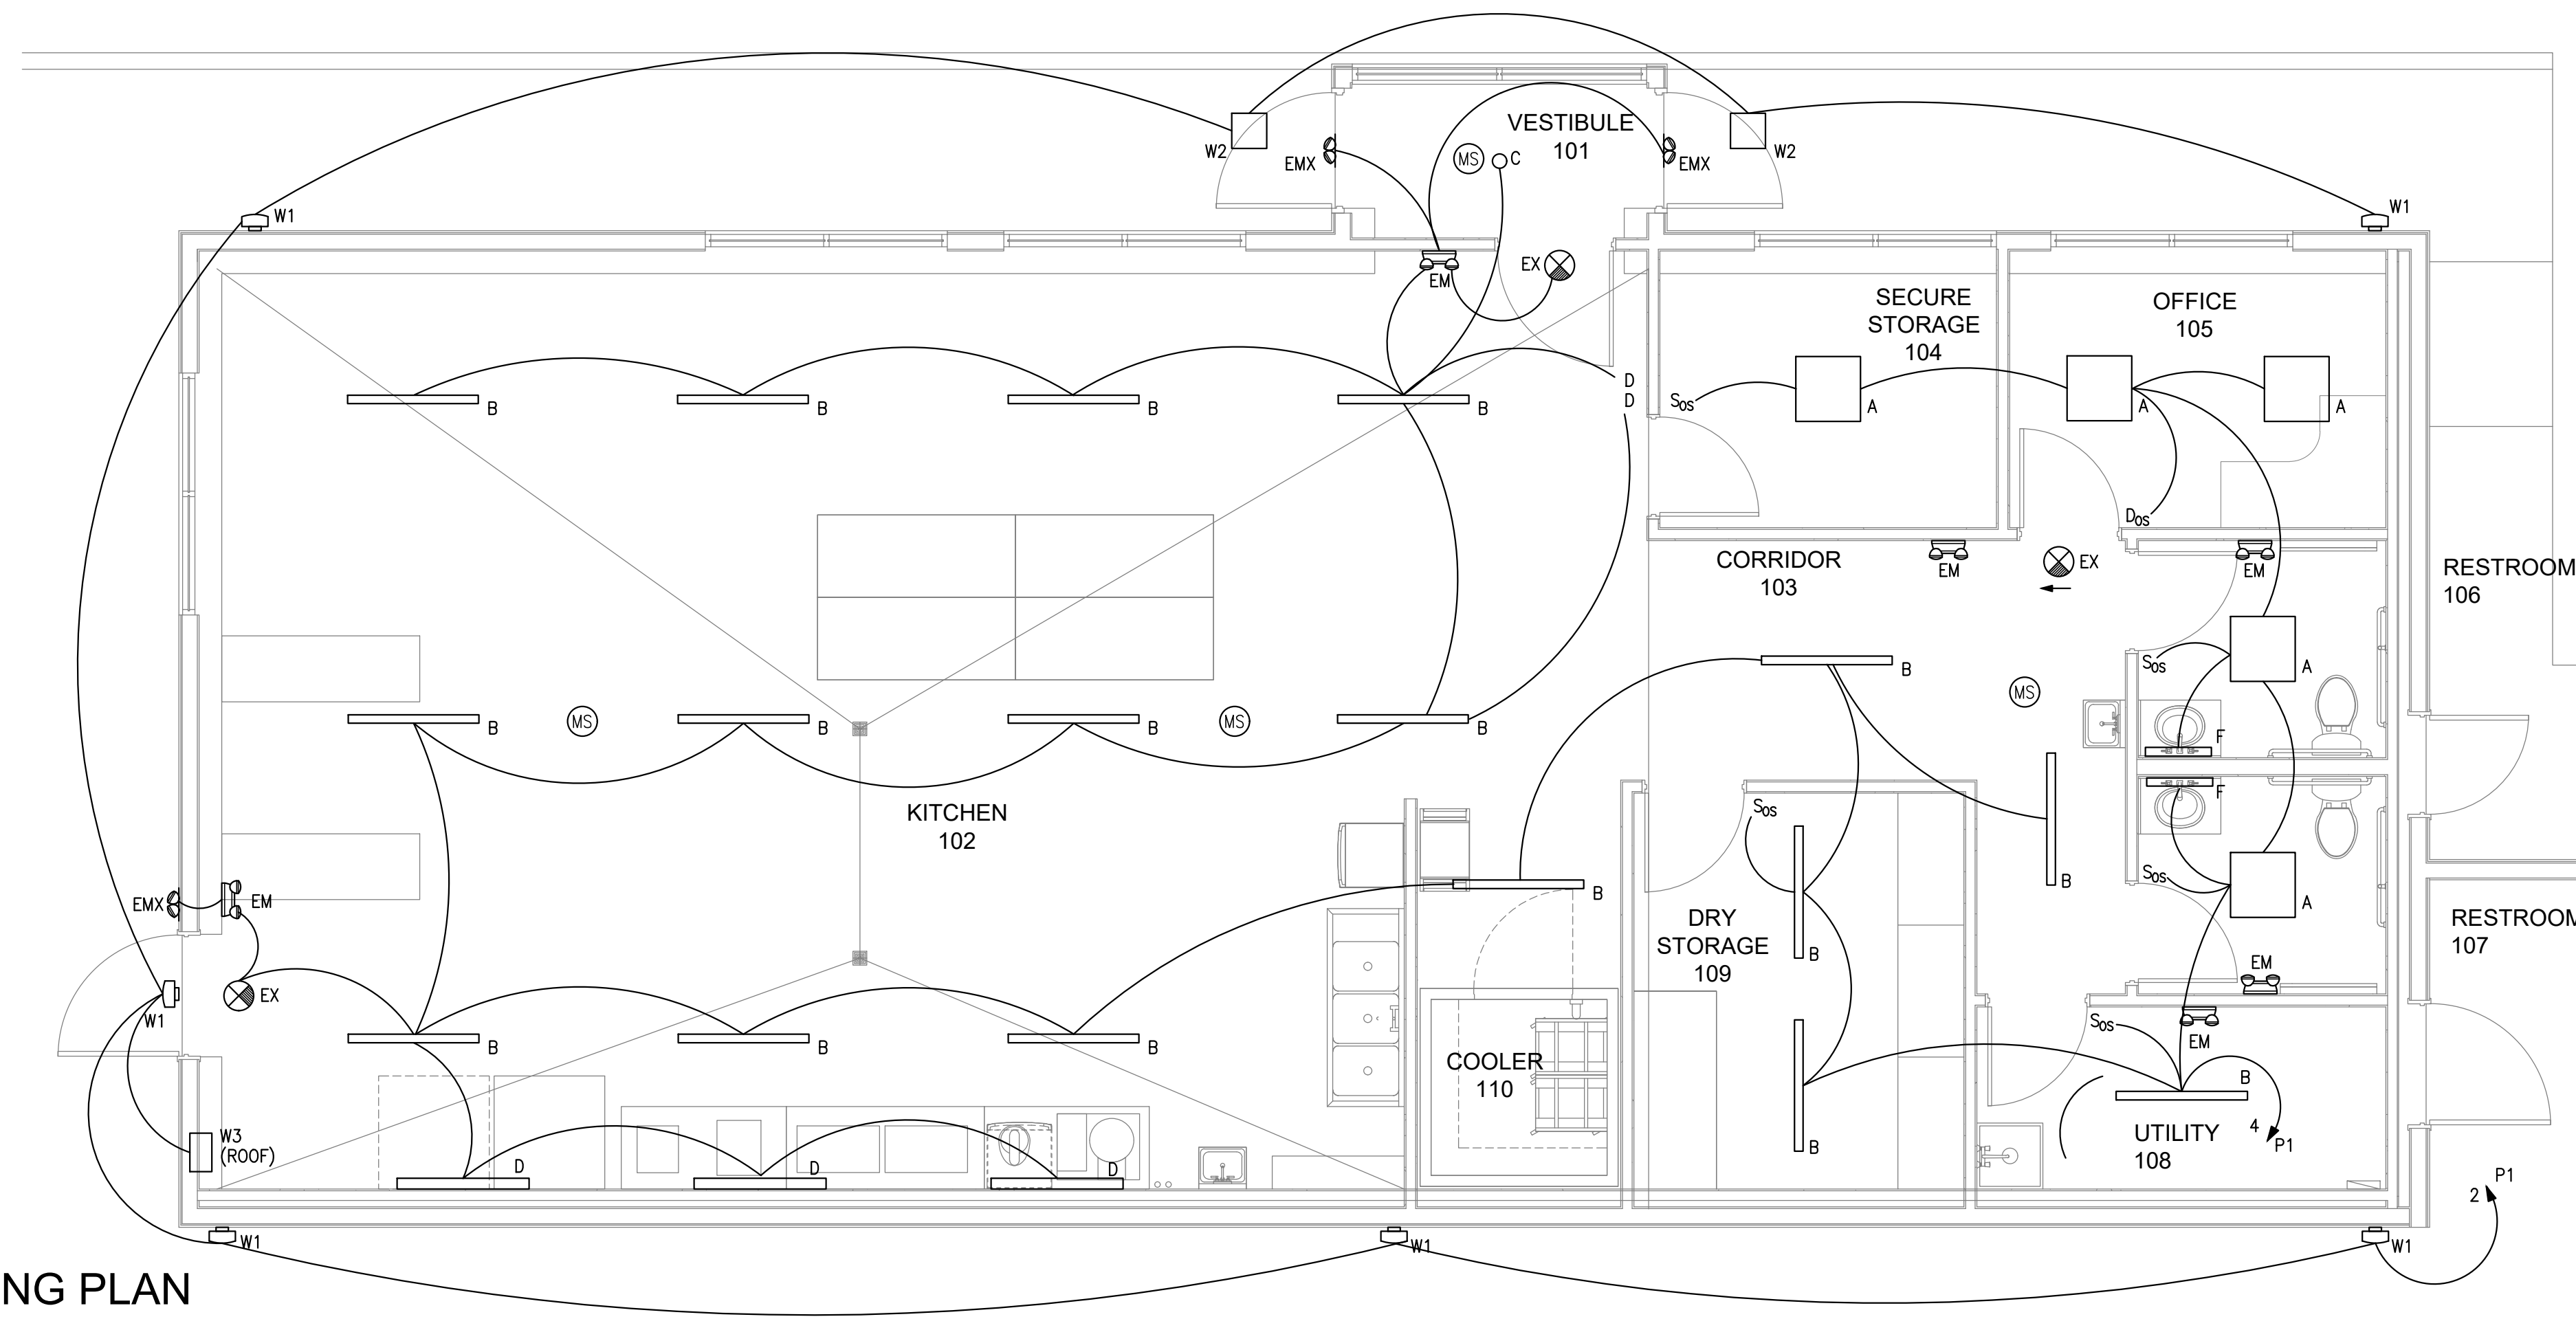 VESTIBULE
101
MS
C
W2
EMX
EMX
W2
W1
W1
EM
EX
SECURE
STORAGE
104
OFFICE
105
B
B
B
B
D
D
SOS
A
A
A
DOS
CORRIDOR
103
EM
EX
EM
RESTROOM
106
B
SOS
A
MS
B
MS
B
B
MS
B
B
F
F
KITCHEN
102
SOS
SOS
B
B
A
EMX
EM
DRY
STORAGE
109
B
RESTROOM
107
EM
W1
EX
B
B
B
COOLER
110
SOS
EM
B
W3
(ROOF)
D
D
D
B
UTILITY
108
4
P1
P1
2
W1
W1
W1
NG PLAN